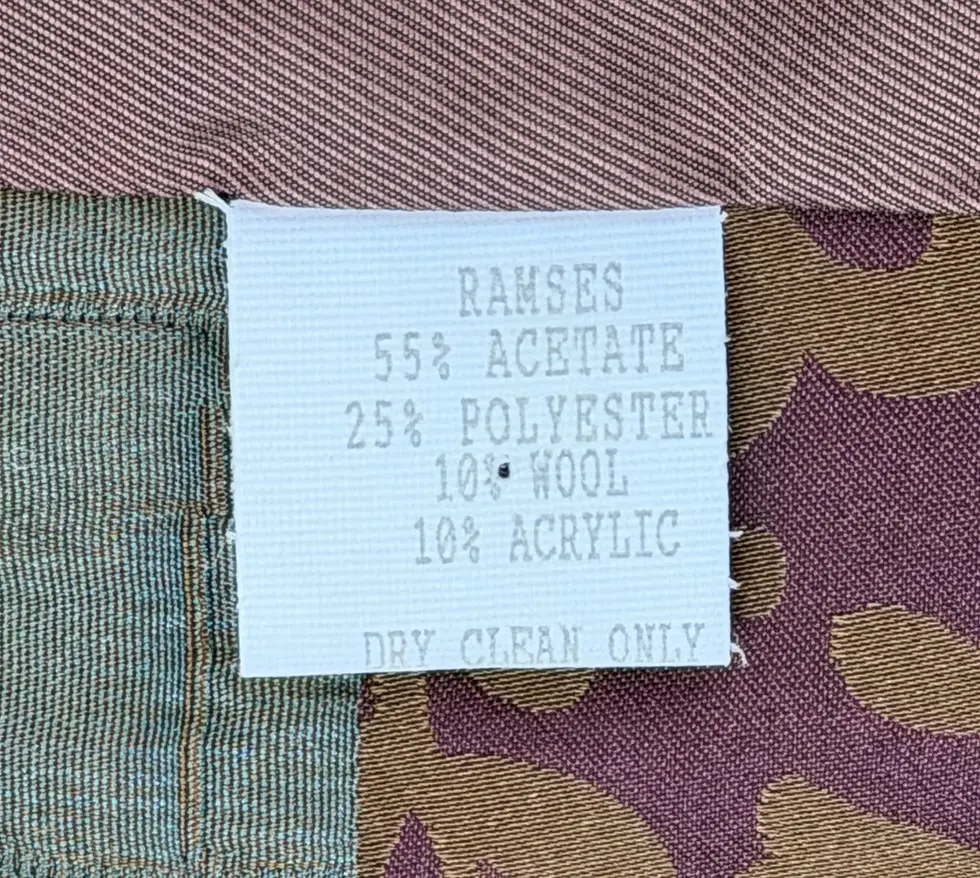 RAMSES
55% ACETATE
25% POLYESTER
10% WOOL
10% ACRYLIC
DRY CLEAN ONLY